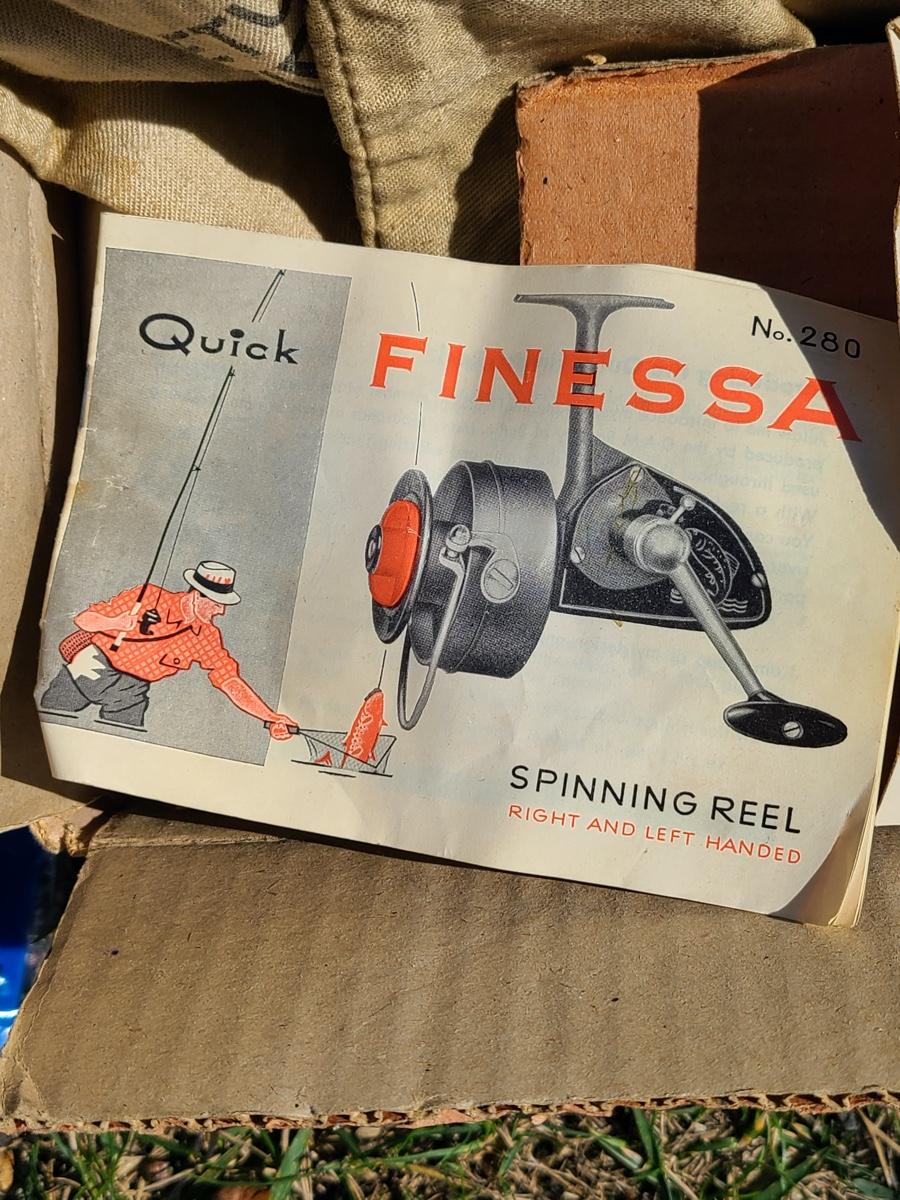 Quick
FINESSA
No. 280
SPINNING REEL
RIGHT AND LEFT HANDED